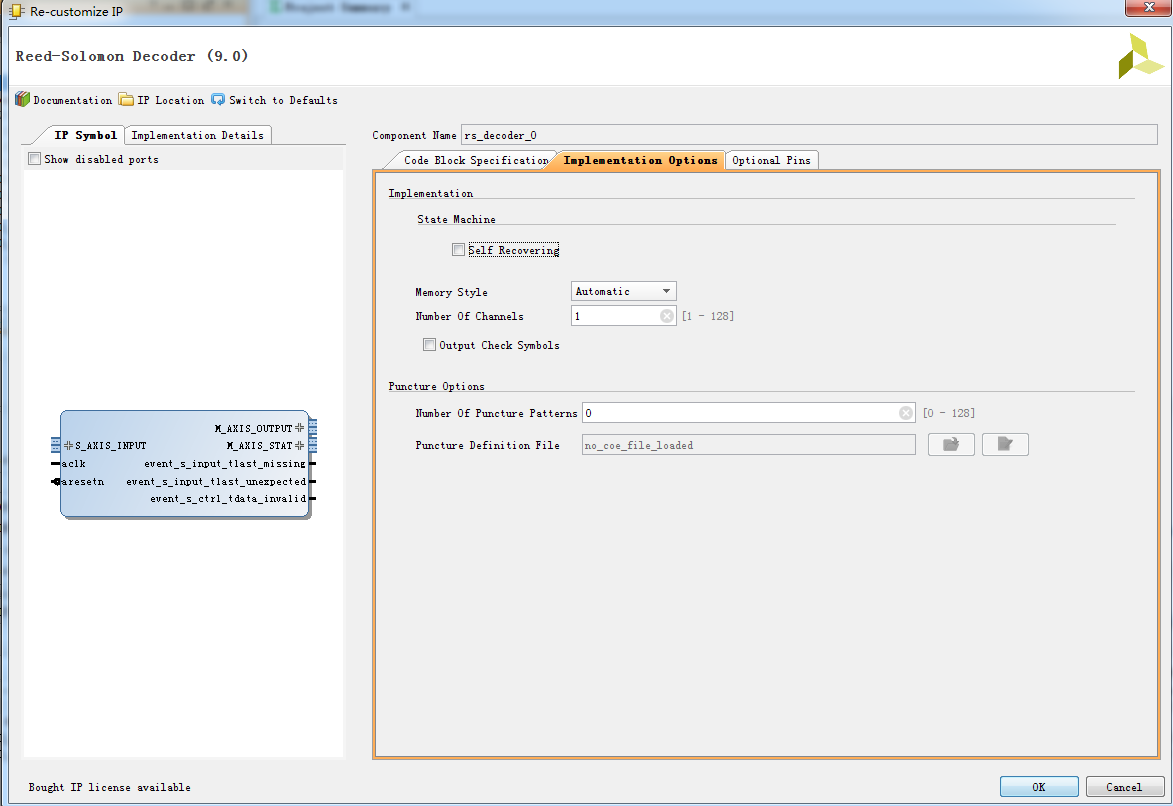 Re-customize IP
Reed-Solomon Decoder (9.0)
Documentation IP Location Switch to Defaults
IP Symbol Implementation Details
Show disabled ports
Component Name rs_decoder_0
Code Block Specification Implementation Options Optional Pins
Implementation
State Machine
Self Recovering
Memory Style Automatic
Number Of Channels 1 [1 - 128]
Output Check Symbols
Puncture Options
Number Of Puncture Patterns 0 [0 - 128]
Puncture Definition File no_coe_file_loaded
M_AXIS_OUTPUT
S_AXIS_INPUT M_AXIS_STAT
aclk event_s_input_tlast_missing
aresetn event_s_input_tlast_unexpected
event_s_ctrl_tdata_invalid
Bought IP license available
OK Cancel